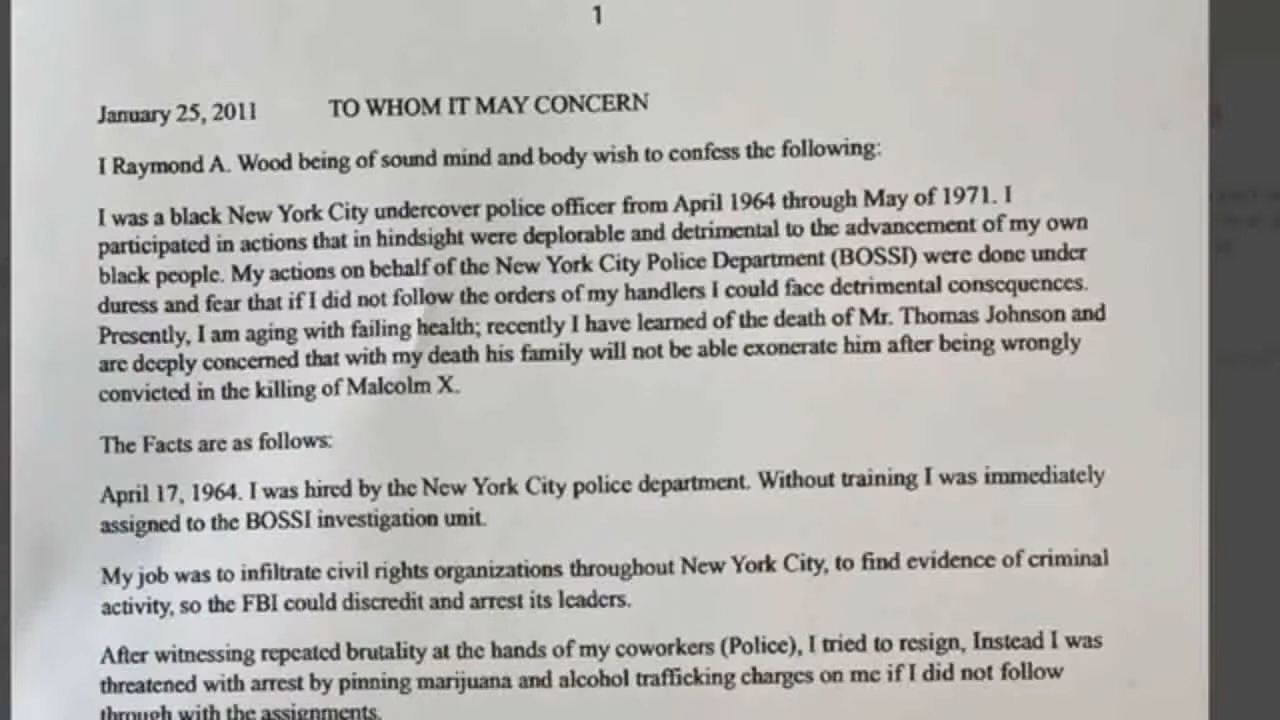 1
January 25, 2011 TO WHOM IT MAY CONCERN
I Raymond A. Wood being of sound mind and body wish to confess the following:
I was a black New York City undercover police officer from April 1964 through May of 1971. I
participated in actions that in hindsight were deplorable and detrimental to the advancement of my own
black people. My actions on behalf of the New York City Police Department (BOSSI) were done under
duress and fear that if I did not follow the orders of my handlers I could face detrimental consequences.
Presently, I am aging with failing health; recently I have learned of the death of Mr. Thomas Johnson and
are deeply concerned that with my death his family will not be able exonerate him after being wrongly
convicted in the killing of Malcolm X.
The Facts are as follows:
April 17, 1964. I was hired by the New York City police department. Without training I was immediately
assigned to the BOSSI investigation unit.
My job was to infiltrate civil rights organizations throughout New York City, to find evidence of criminal
activity, so the FBI could discredit and arrest its leaders.
After witnessing repeated brutality at the hands of my coworkers (Police), I tried to resign, Instead I was
threatened with arrest by pinning marijuana and alcohol trafficking charges on me if I did not follow
through with the assignments.